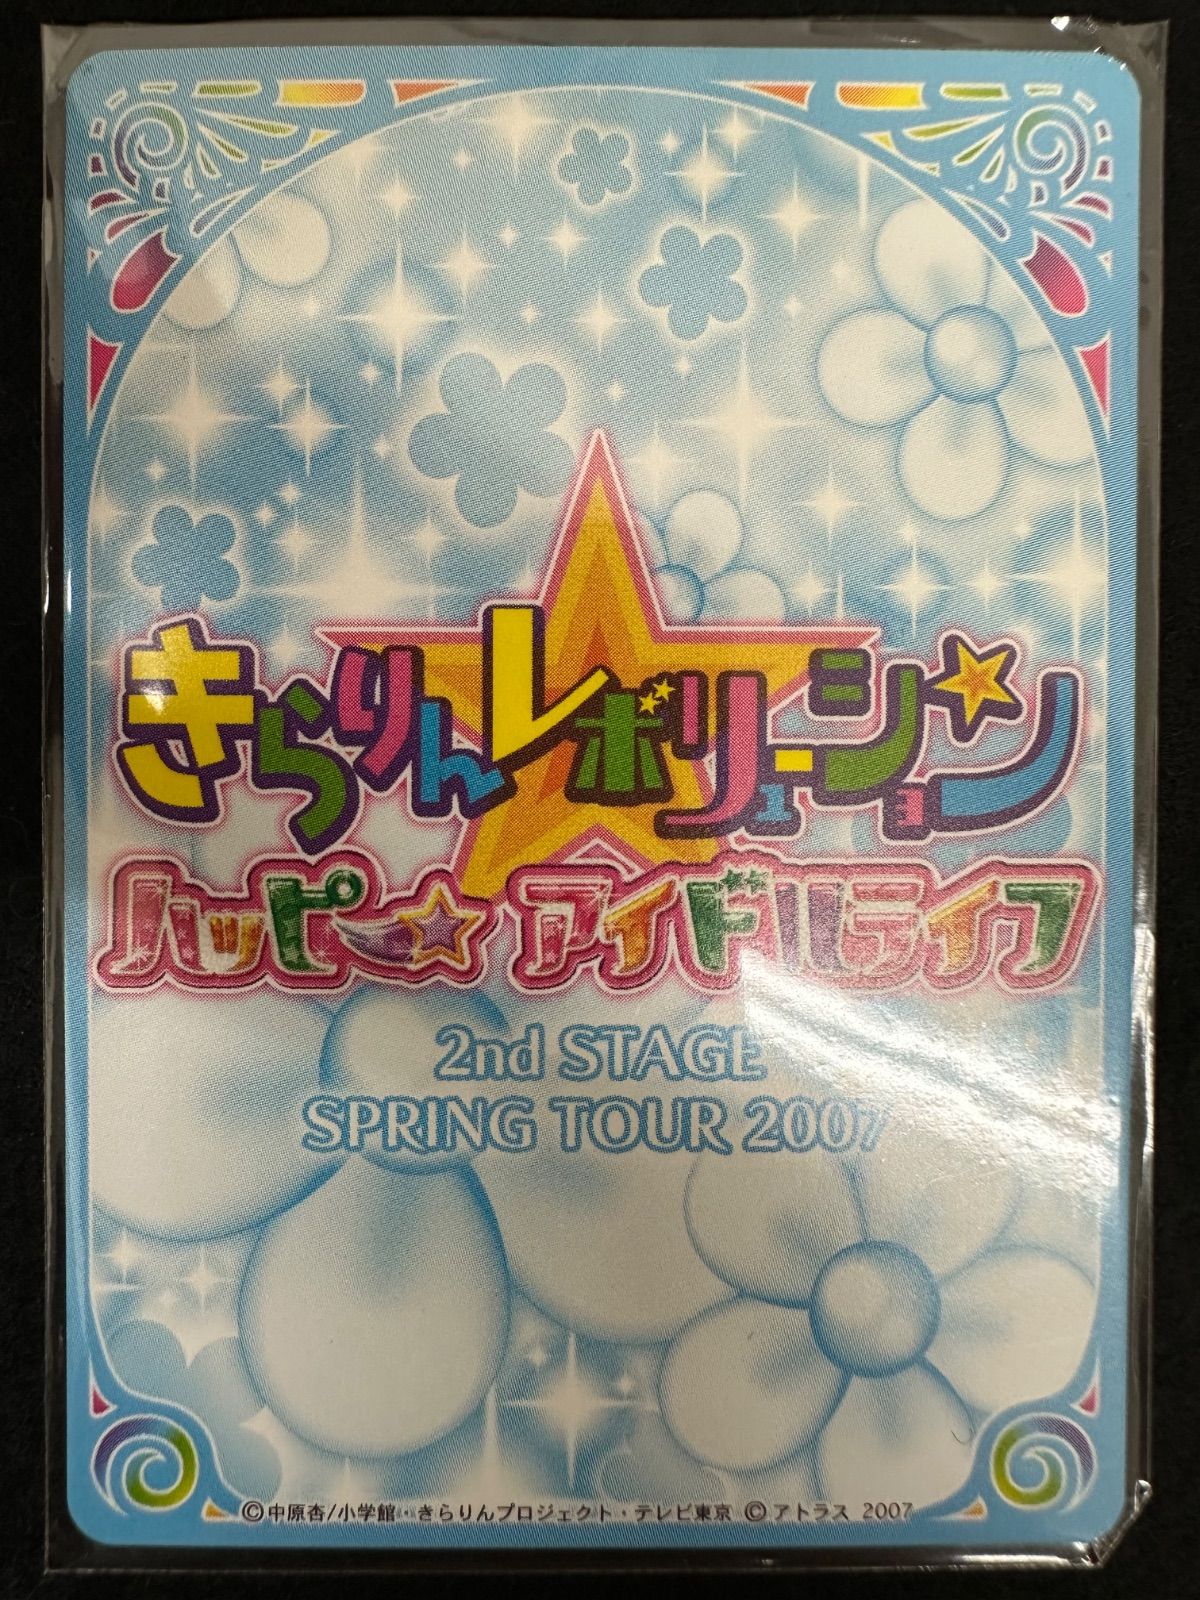 きらりんレボリューション
ハッピー☆アイドルライフ
2nd STAGE
SPRING TOUR 2007
©中原杏/小学館・きらりんプロジェクト・テレビ東京 ©アトラス 2007